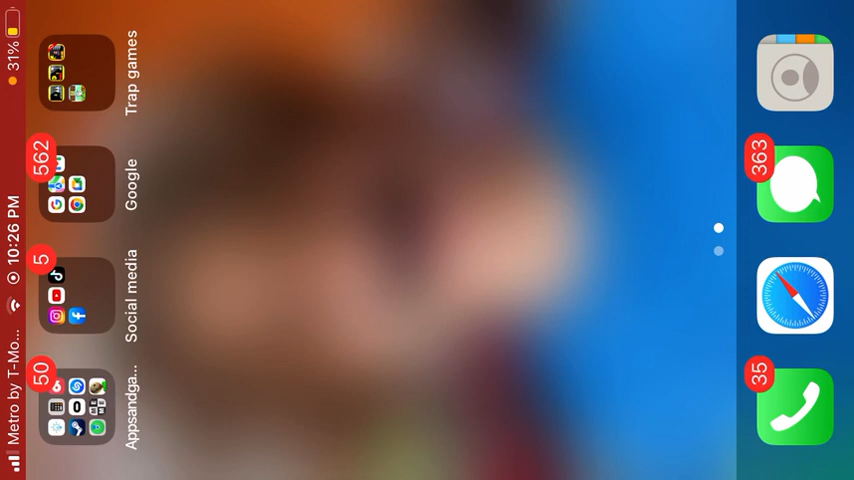 Metro by T-Mo... 10:26 PM 31%
50
Appsandga...
5
Social media
562
Google
Trap games
35
363